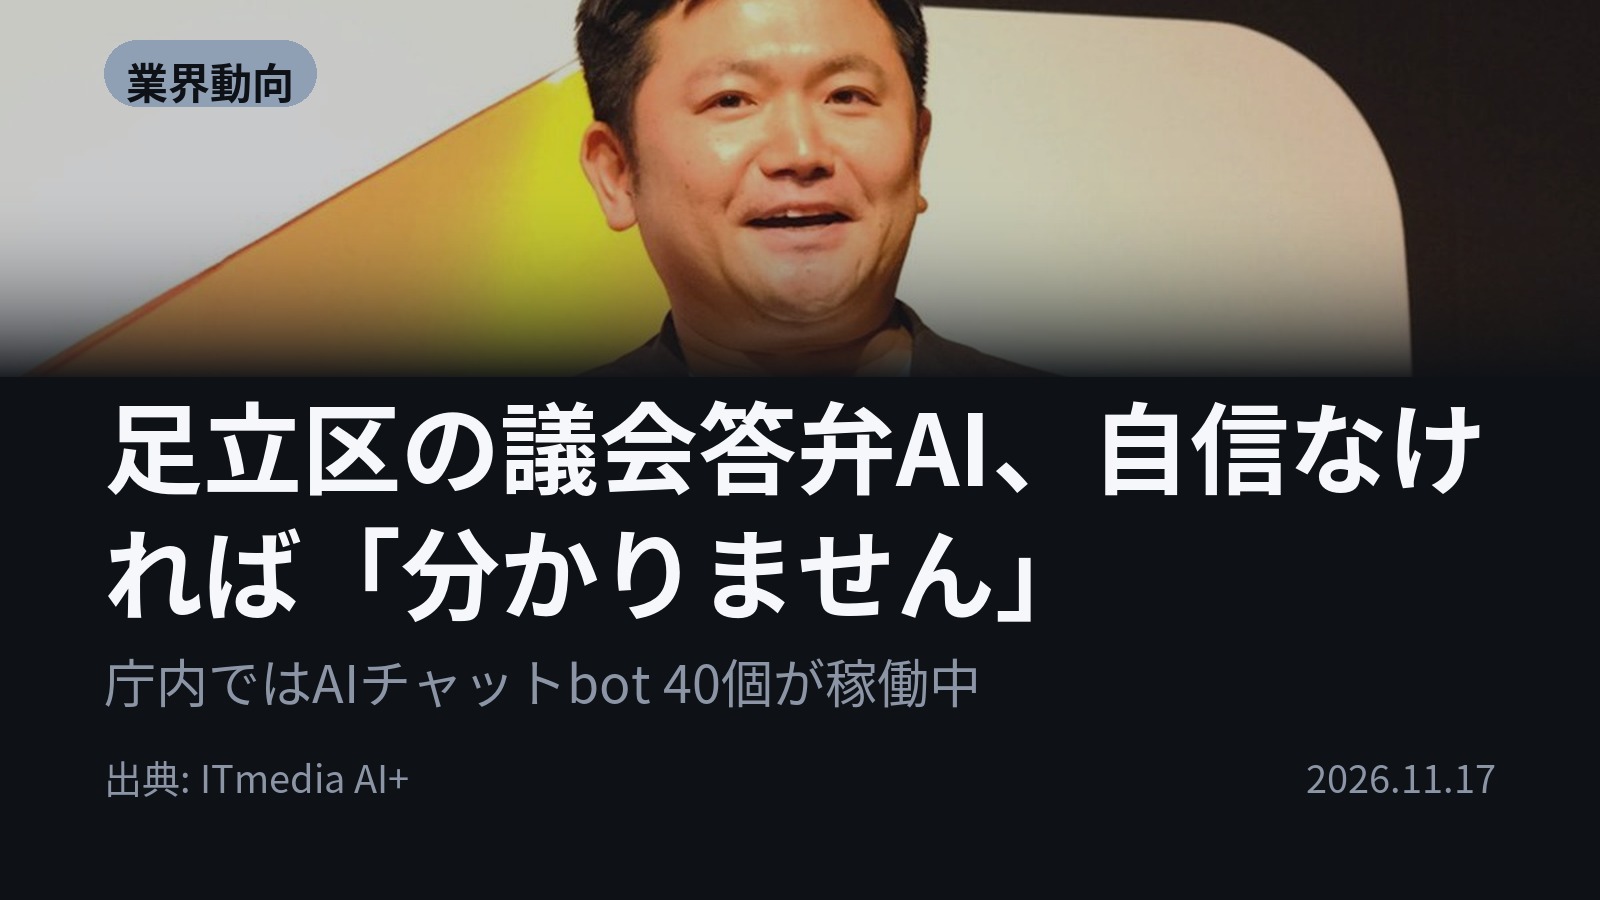 業界動向
足立区の議会答弁AI、自信なけ
れば「分かりません」
庁内ではAIチャットbot 40個が稼働中
出典: ITmedia AI+
2026.11.17